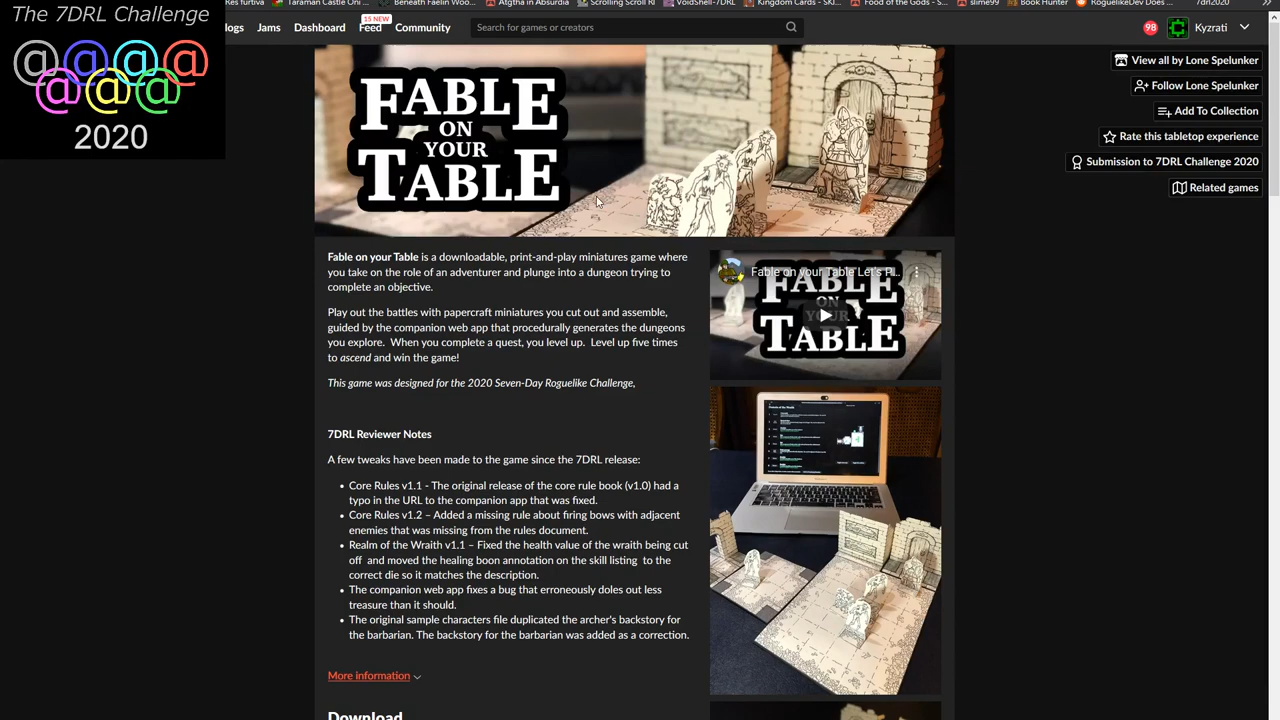 The 7DRL Challenge
@@@@
@@@
2020
Taraman Castle Oni ...
Beneath Faelin Woo...
Atgtha in Absurdia
Scrolling Scroll RI
VoidShell-7DRL
Kingdom Cards - SKI...
Food of the Gods - S...
slime99
Book Hunter
RoguelikeDev Does ...
7drl2020
logs
Jams
Dashboard
15 NEW
Feed
Community
Search for games or creators
98
Kyzrati
View all by Lone Spelunker
Follow Lone Spelunker
Add To Collection
Rate this tabletop experience
Submission to 7DRL Challenge 2020
Related games
FABLE
ON
YOUR
TABLE
Fable on your Table is a downloadable, print-and-play miniatures game where
you take on the role of an adventurer and plunge into a dungeon trying to
complete an objective.
Play out the battles with papercraft miniatures you cut out and assemble,
guided by the companion web app that procedurally generates the dungeons
you explore. When you complete a quest, you level up. Level up five times
to ascend and win the game!
This game was designed for the 2020 Seven-Day Roguelike Challenge,
7DRL Reviewer Notes
A few tweaks have been made to the game since the 7DRL release:
• Core Rules v1.1 - The original release of the core rule book (v1.0) had a
typo in the URL to the companion app that was fixed.
• Core Rules v1.2 – Added a missing rule about firing bows with adjacent
enemies that was missing from the rules document.
• Realm of the Wraith v1.1 – Fixed the health value of the wraith being cut
off and moved the healing boon annotation on the skill listing to the
correct die so it matches the description.
• The companion web app fixes a bug that erroneously doles out less
treasure than it should.
• The original sample characters file duplicated the archer's backstory for
the barbarian. The backstory for the barbarian was added as a correction.
More information
Download
Fable on your Table Let's P...
FABLE
ON
YOUR
TABLE